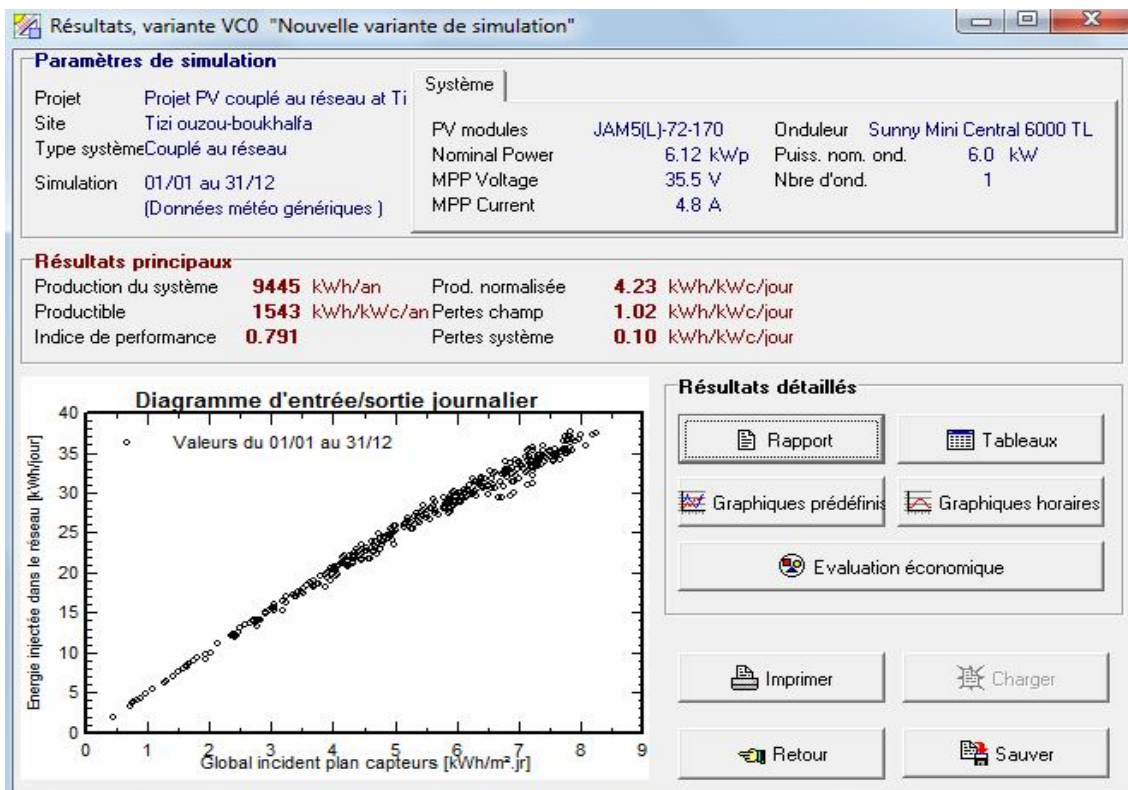 Résultats, variante VC0 "Nouvelle variante de simulation"
Paramètres de simulation
Projet Projet PV couplé au réseau at Ti
Site Tizi ouzou-boukhalfa
Type système Couplé au réseau
Simulation 01/01 au 31/12
(Données météo génériques )
Système
PV modules JAM5(L)-72-170 Onduleur Sunny Mini Central 6000 TL
Nominal Power 6.12 kWp Puiss. nom. ond. 6.0 kW
MPP Voltage 35.5 V Nbre d'ond. 1
MPP Current 4.8 A
Résultats principaux
Production du système 9445 kWh/an Prod. normalisée 4.23 kWh/kWc/jour
Productible 1543 kWh/kWc/an Pertes champ 1.02 kWh/kWc/jour
Indice de performance 0.791 Pertes système 0.10 kWh/kWc/jour
Diagramme d'entrée/sortie journalier
Valeurs du 01/01 au 31/12
Energie injectée dans le réseau [kWh/jour]
40
35
30
25
20
15
10
5
0
0 1 2 3 4 5 6 7 8 9
Global incident plan capteurs [kWh/m².jr]
Résultats détaillés
Rapport Tableaux
Graphiques prédéfinis Graphiques horaires
Evaluation économique
Imprimer Charger
Retour Sauver